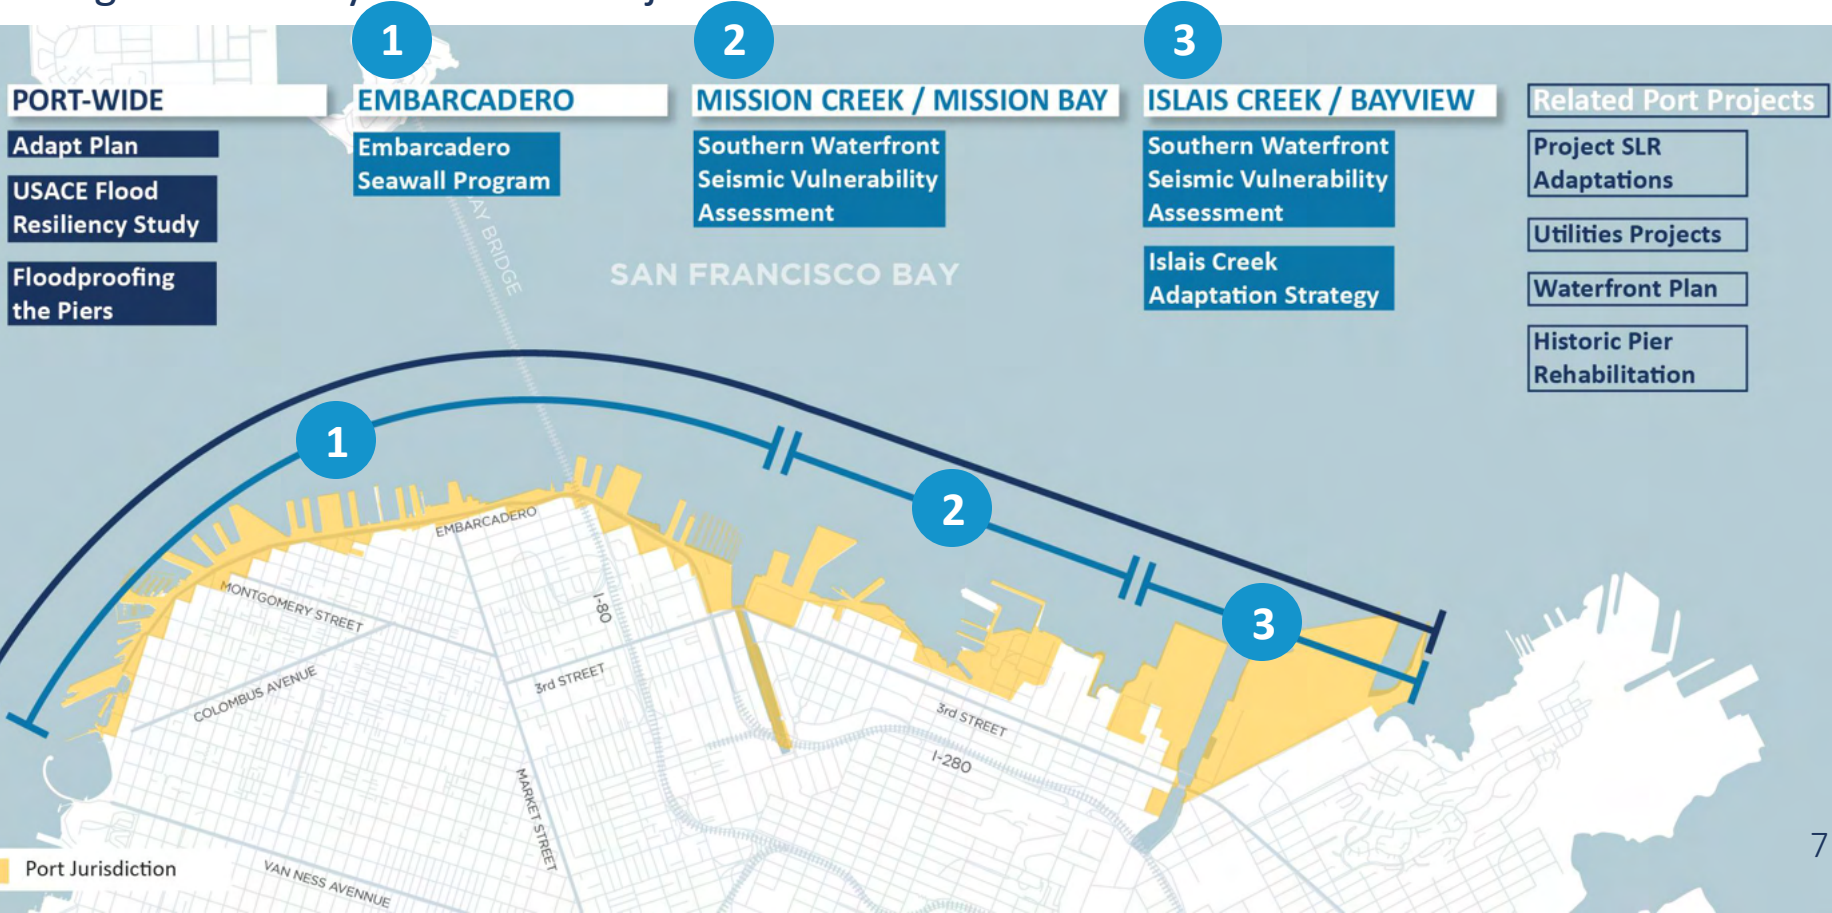 1
2
3
PORT-WIDE
Adapt Plan
USACE Flood
Resiliency Study
Floodproofing
the Piers
EMBARCADERO
Embarcadero
Seawall Program
MISSION CREEK / MISSION BAY
Southern Waterfront
Seismic Vulnerability
Assessment
ISLAIS CREEK / BAYVIEW
Southern Waterfront
Seismic Vulnerability
Assessment
Islais Creek
Adaptation Strategy
Related Port Projects
Project SLR
Adaptations
Utilities Projects
Waterfront Plan
Historic Pier
Rehabilitation
AY BRIDGE
SAN FRANCISCO BAY
1
2
3
EMBARCADERO
MONTGOMERY STREET
COLOMBUS AVENUE
I-80
3rd STREET
3rd STREET
I-280
MARKET STREET
VAN NESS AVENNUE
Port Jurisdiction
7